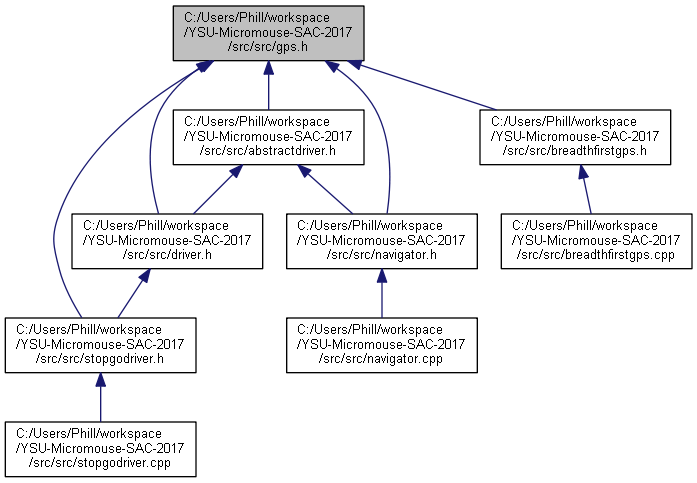 C:/Users/Phill/workspace
/YSU-Micromouse-SAC-2017
/src/src/gps.h
C:/Users/Phill/workspace
/YSU-Micromouse-SAC-2017
/src/src/abstractdriver.h
C:/Users/Phill/workspace
/YSU-Micromouse-SAC-2017
/src/src/breadthfirstgps.h
C:/Users/Phill/workspace
/YSU-Micromouse-SAC-2017
/src/src/driver.h
C:/Users/Phill/workspace
/YSU-Micromouse-SAC-2017
/src/src/navigator.h
C:/Users/Phill/workspace
/YSU-Micromouse-SAC-2017
/src/src/breadthfirstgps.cpp
C:/Users/Phill/workspace
/YSU-Micromouse-SAC-2017
/src/src/stopgodriver.h
C:/Users/Phill/workspace
/YSU-Micromouse-SAC-2017
/src/src/navigator.cpp
C:/Users/Phill/workspace
/YSU-Micromouse-SAC-2017
/src/src/stopgodriver.cpp